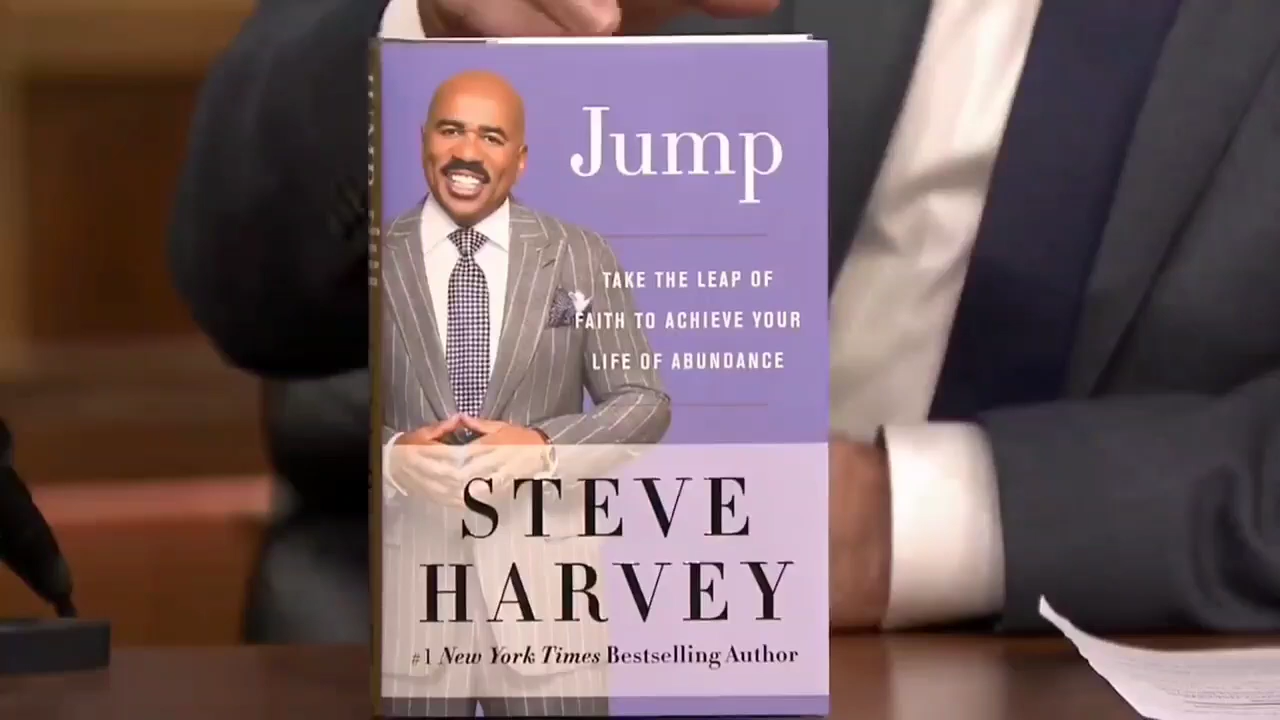 Jump
TAKE THE LEAP OF
FAITH TO ACHIEVE YOUR
LIFE OF ABUNDANCE
STEVE
HARVEY
#1 New York Times Bestselling Author